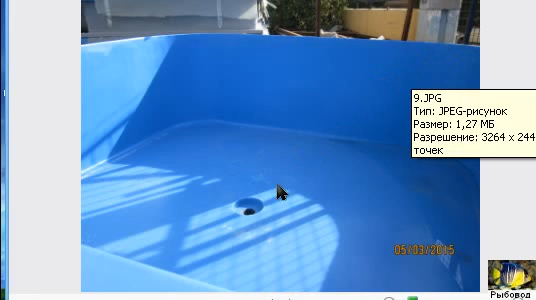 9.JPG
Тип: JPEG-рисунок
Размер: 1,27 МБ
Разрешение: 3264 x 244
точек
05/03/2015
Рыбовод